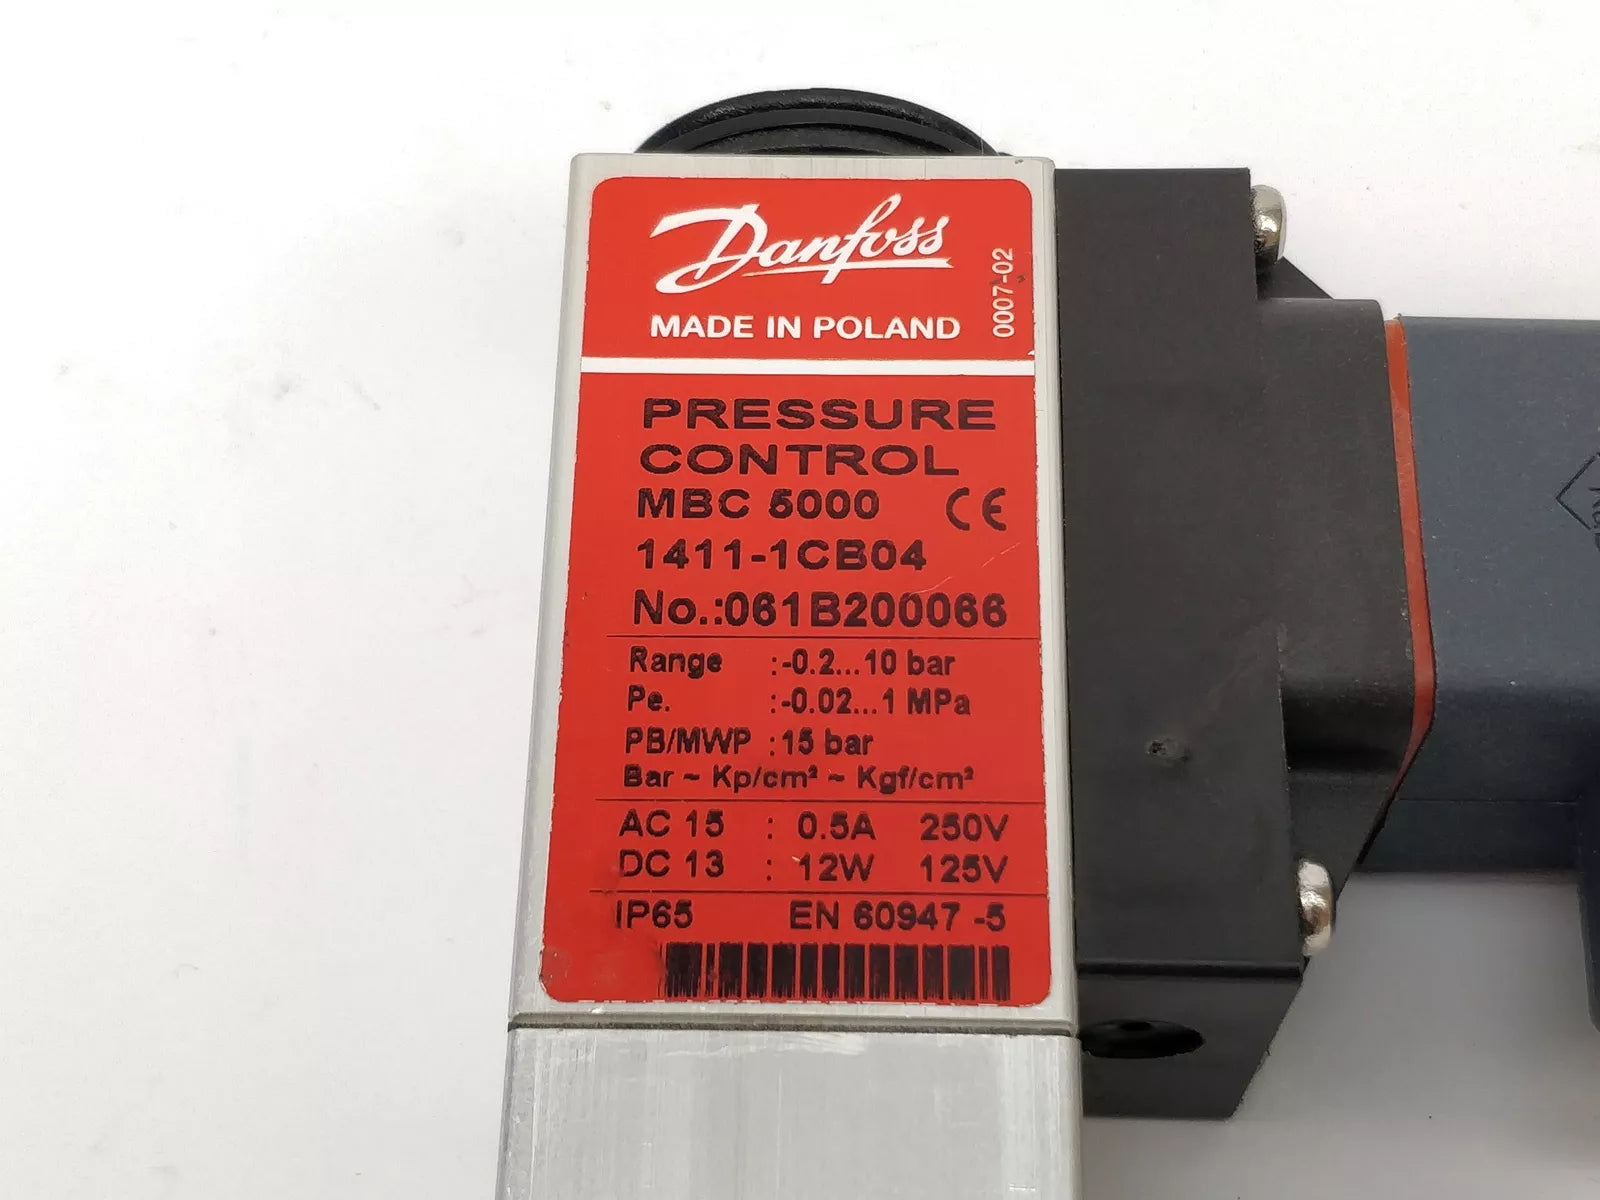 Danfoss
MADE IN POLAND
0007-02
PRESSURE
CONTROL
MBC 5000 CE
1411-1CB04
No.:061B200066
Range :-0.2...10 bar
Pe. :-0.02...1 MPa
PB/MWP :15 bar
Bar ~ Kp/cm² ~ Kgf/cm²
AC 15 : 0.5A 250V
DC 13 : 12W 125V
IP65 EN 60947 -5